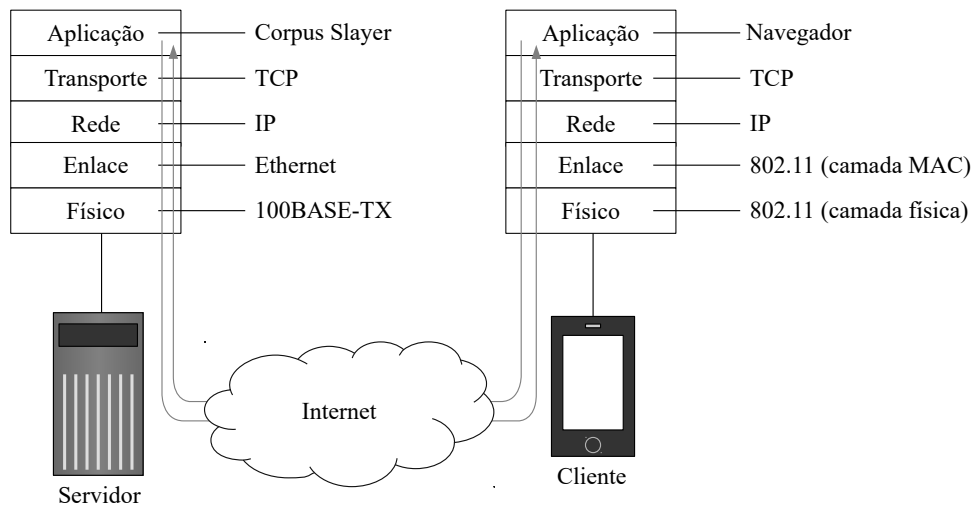 Aplicação Corpus Slayer
Transporte TCP
Rede IP
Enlace Ethernet
Físico 100BASE-TX
Servidor
Internet
Aplicação Navegador
Transporte TCP
Rede IP
Enlace 802.11 (camada MAC)
Físico 802.11 (camada física)
Cliente